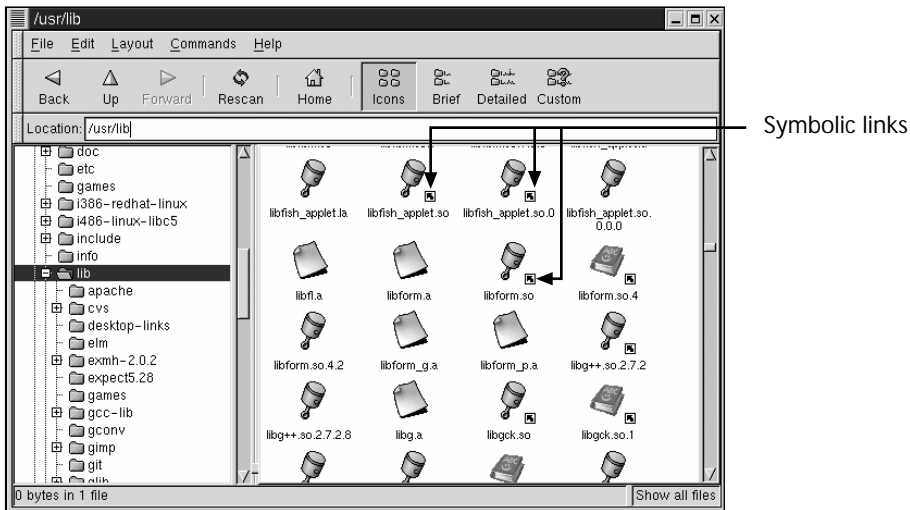 /usr/lib
File Edit Layout Commands Help
Back Up Forward Rescan Home Icons Brief Detailed Custom
Location: /usr/lib
Symbolic links
doc
etc
games
i386-redhat-linux
i486-linux-libc5
include
info
lib
apache
CVS
desktop-links
elm
exmh-2.0.2
expect5.28
games
gcc-lib
gconv
gimp
git
glib
libfish_applet.la libfish_applet.so libfish_applet.so.0 libfish_applet.so.
0.0.0
libfl.a libform.a libform.so libform.so.4
libform.so.4.2 libform_g.a libform_p.a libg++.so.2.7.2
libg++.so.2.7.2.8 libg.a libgck.so libgck.so.1
0 bytes in 1 file Show all files